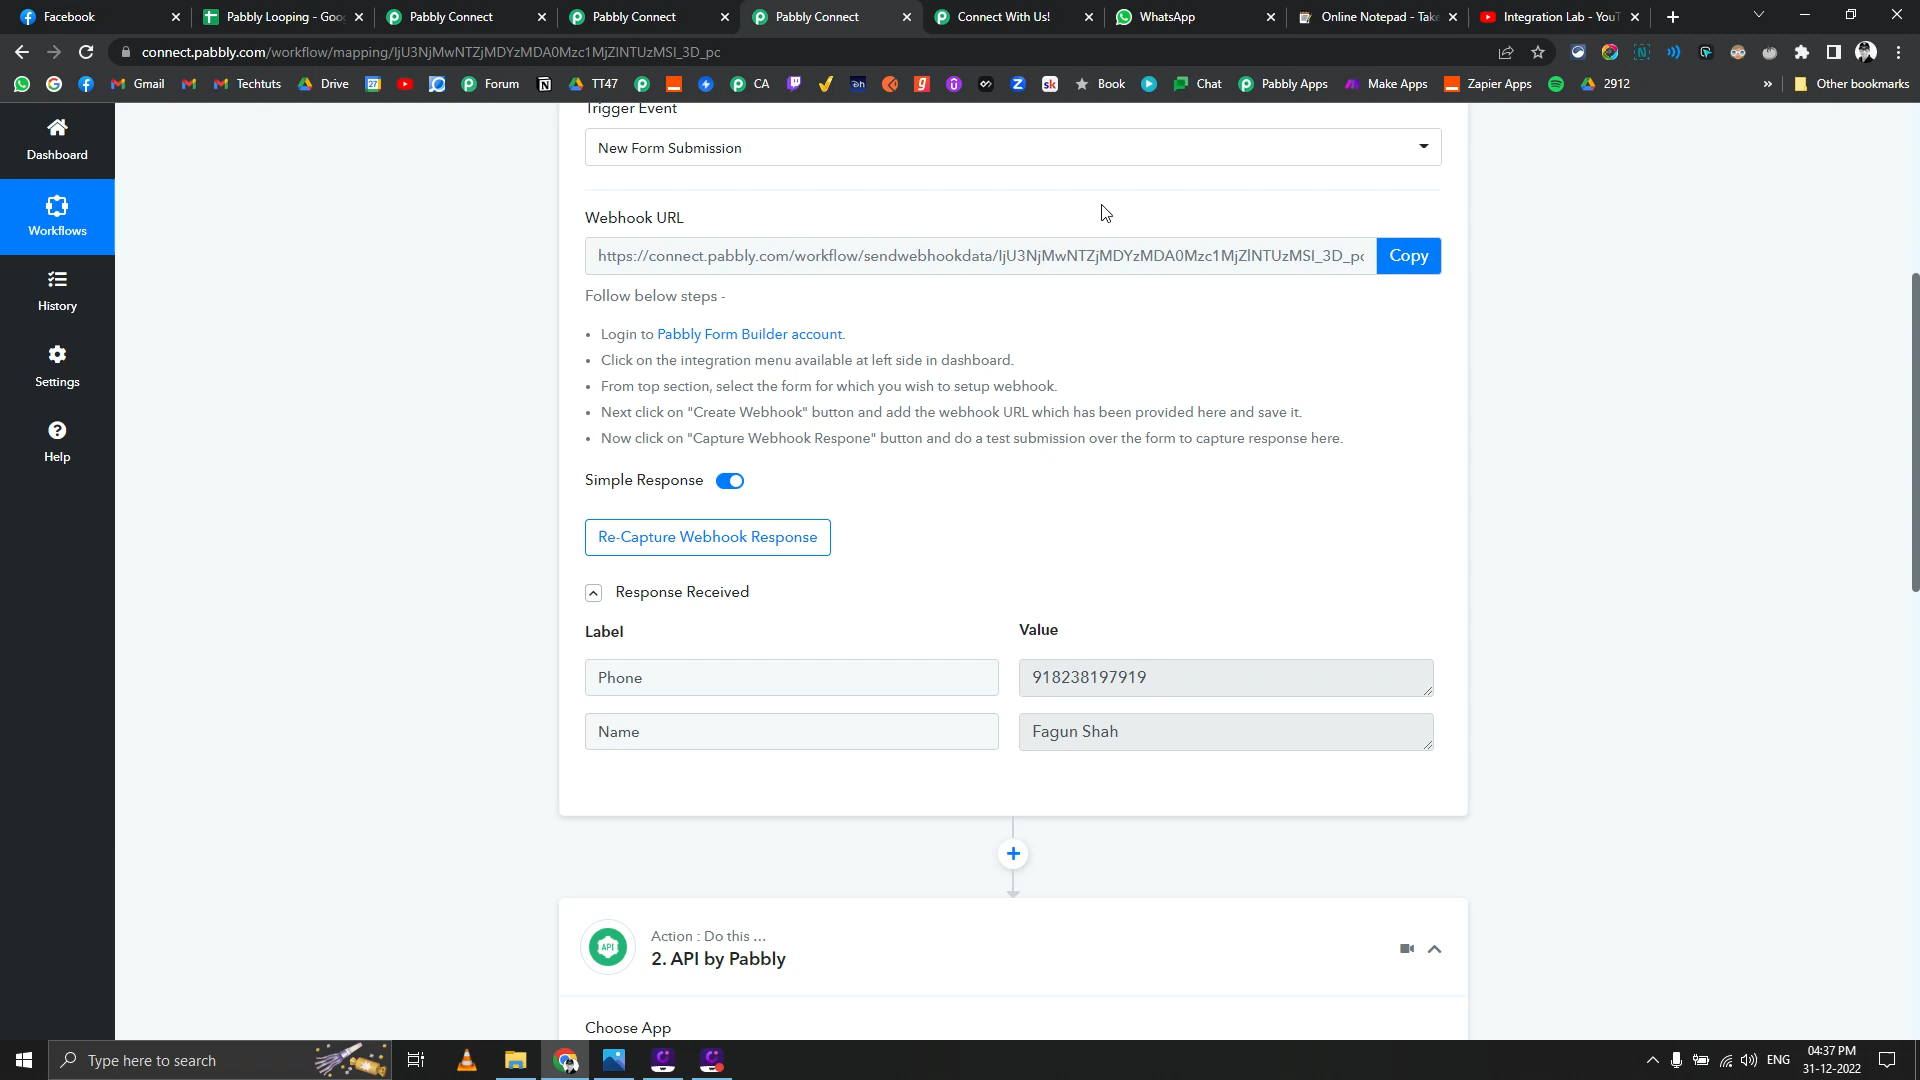 Facebook
Pabbly Looping - Goo
Pabbly Connect
Pabbly Connect
Pabbly Connect
Connect With Us!
WhatsApp
Online Notepad - Take
Integration Lab - YouT
connect.pabbly.com/workflow/mapping/IjU3NjMwNTZjMDYzMDA0Mzc1MjZlNTUzMSI_3D_pc
Gmail
Techtuts
Drive
27
Forum
TT47
CA
sk
Book
Chat
Pabbly Apps
Make Apps
Zapier Apps
2912
»
Other bookmarks
Dashboard
Workflows
History
Settings
Help
Trigger Event
New Form Submission
Webhook URL
https://connect.pabbly.com/workflow/sendwebhookdata/IjU3NjMwNTZjMDYzMDA0Mzc1MjZlNTUzMSI_3D_pc
Copy
Follow below steps -
• Login to Pabbly Form Builder account.
• Click on the integration menu available at left side in dashboard.
• From top section, select the form for which you wish to setup webhook.
• Next click on "Create Webhook" button and add the webhook URL which has been provided here and save it.
• Now click on "Capture Webhook Respone" button and do a test submission over the form to capture response here.
Simple Response
Re-Capture Webhook Response
Response Received
Label
Value
Phone
918238197919
Name
Fagun Shah
API
Action : Do this ...
2. API by Pabbly
Choose App
Type here to search
ENG
04:37 PM
31-12-2022